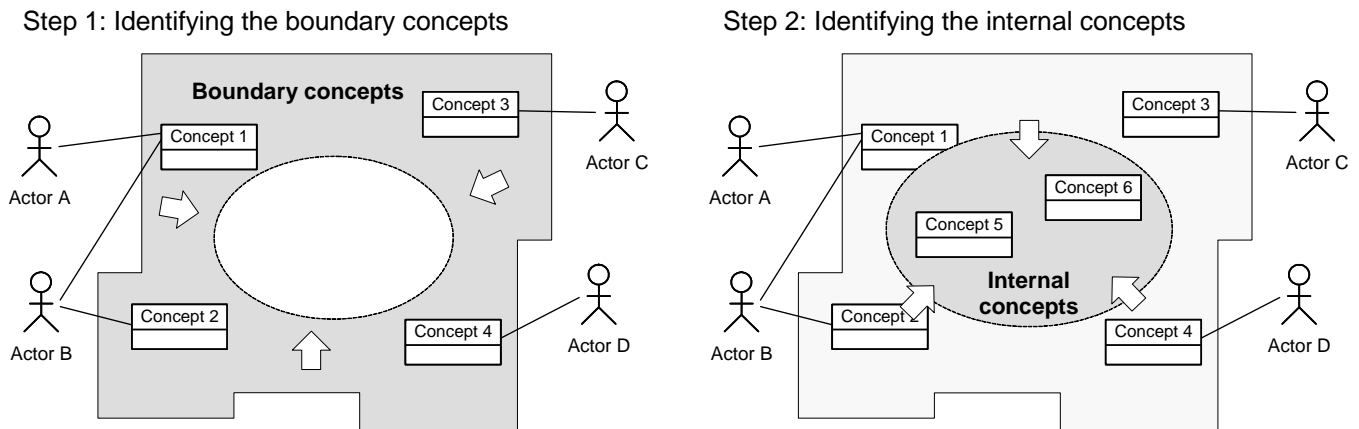 Step 1: Identifying the boundary concepts
Boundary concepts
Concept 3
Concept 1
Actor A
Actor C
Concept 2
Concept 4
Actor B
Actor D
Step 2: Identifying the internal concepts
Concept 3
Concept 1
Actor A
Actor C
Concept 6
Concept 5
Internal
concepts
Concept
Concept 4
Actor B
Actor D